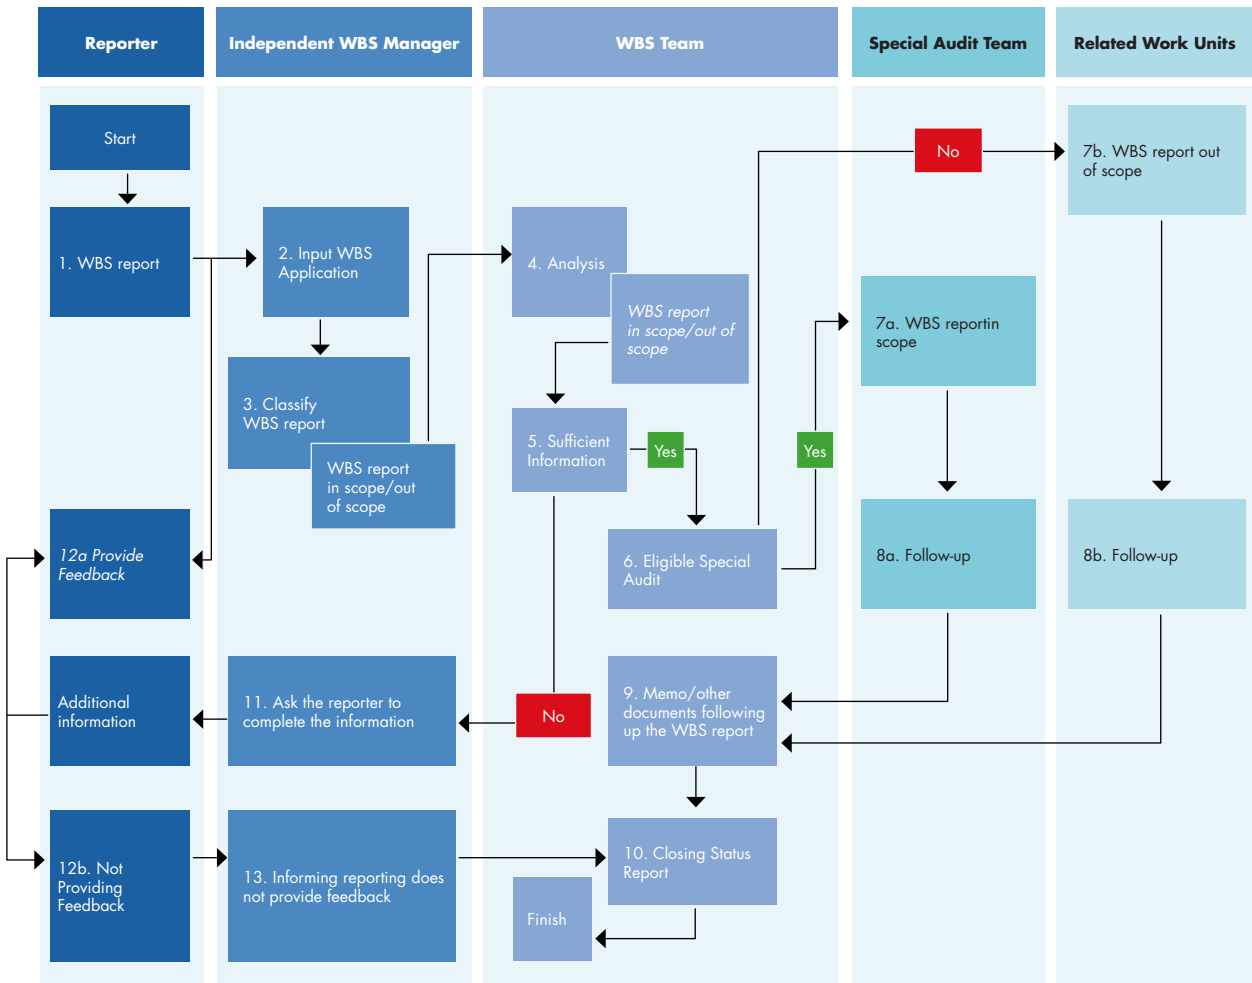 Reporter
Independent WBS Manager
WBS Team
Special Audit Team
Related Work Units
Start
No
7b. WBS report out
of scope
1. WBS report
2. Input WBS
Application
4. Analysis
WBS report
in scope/out of
scope
7a. WBS reportin
scope
3. Classify
WBS report
WBS report
in scope/out
of scope
5. Sufficient
Information
Yes
Yes
12a Provide
Feedback
6. Eligible Special
Audit
8a. Follow-up
8b. Follow-up
Additional
information
11. Ask the reporter to
complete the information
No
9. Memo/other
documents following
up the WBS report
12b. Not
Providing
Feedback
13. Informing reporting does
not provide feedback
10. Closing Status
Report
Finish